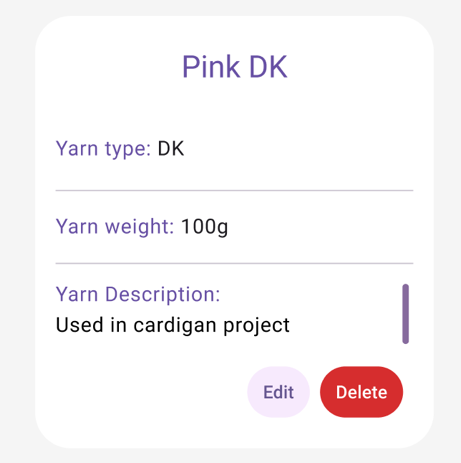 Pink DK
Yarn type: DK
Yarn weight: 100g
Yarn Description:
Used in cardigan project
Edit Delete